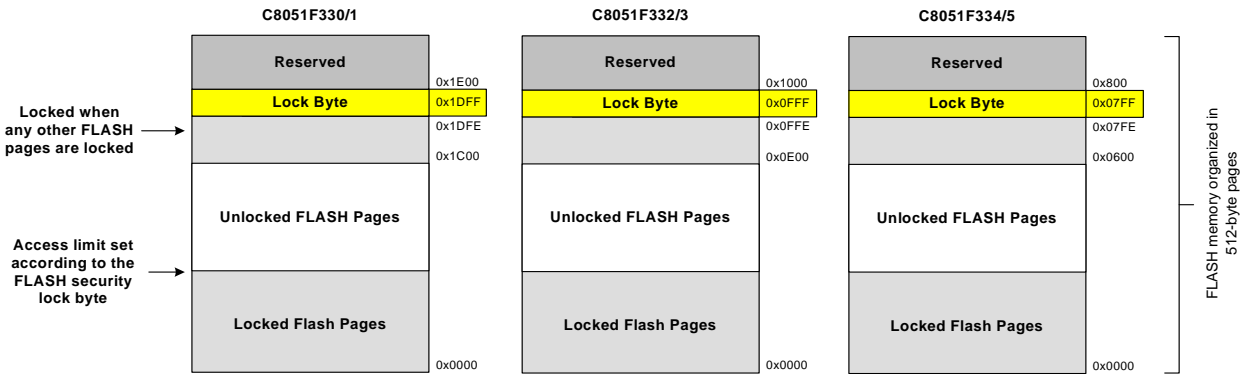 C8051F330/1
C8051F332/3
C8051F334/5
Locked when
any other FLASH
pages are locked
Access limit set
according to the
FLASH security
lock byte
Reserved
0x1E00
Lock Byte
0x1DFF
0x1DFE
0x1C00
Unlocked FLASH Pages
Locked Flash Pages
0x0000
Reserved
0x1000
Lock Byte
0x0FFF
0x0FFE
0x0E00
Unlocked FLASH Pages
Locked Flash Pages
0x0000
Reserved
0x800
Lock Byte
0x07FF
0x07FE
0x0600
Unlocked FLASH Pages
Locked Flash Pages
0x0000
FLASH memory organized in
512-byte pages